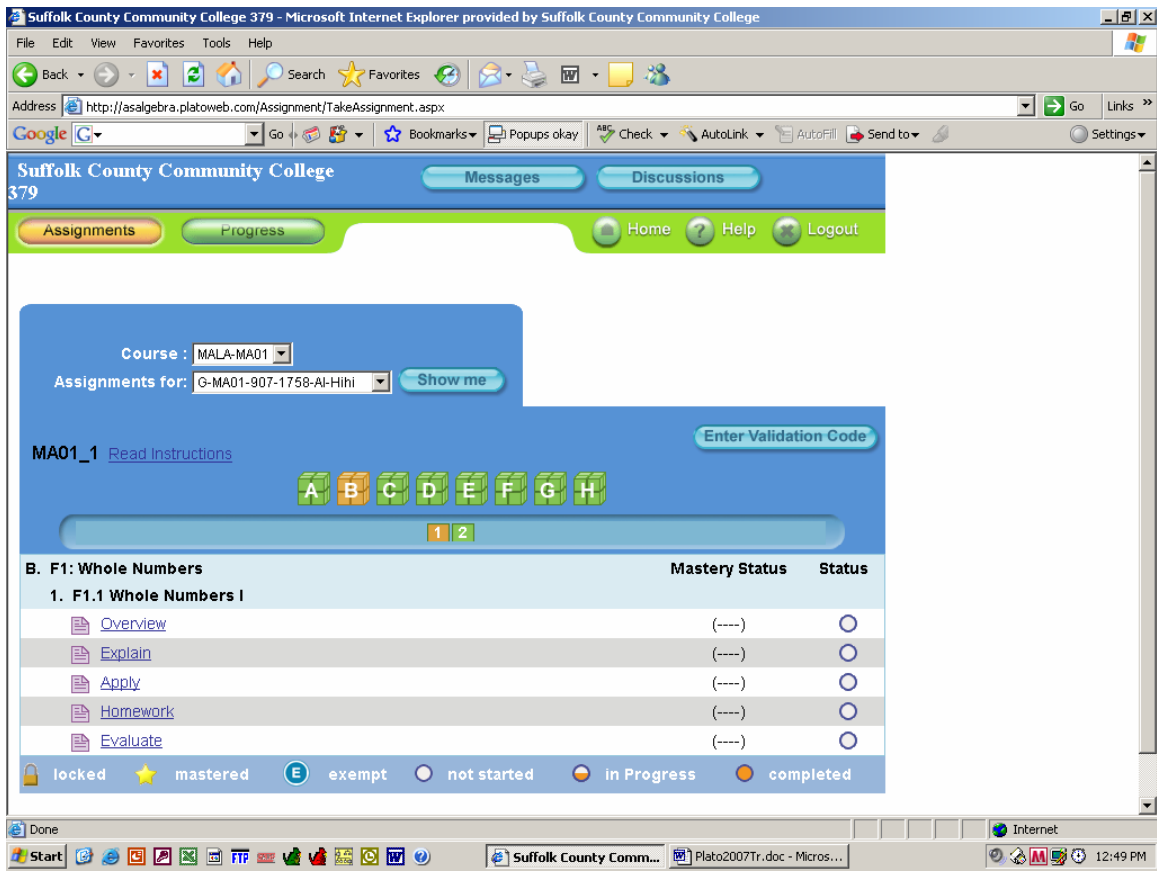 Suffolk County Community College 379 - Microsoft Internet Explorer provided by Suffolk County Community College
File Edit View Favorites Tools Help
Back Search Favorites
Address http://asalgebra.platoweb.com/Assignment/TakeAssignment.aspx Go Links »
Google G Go Bookmarks Popups okay ABC Check AutoLink AutoFill Send to Settings
Suffolk County Community College
379
Messages Discussions
Assignments Progress Home ? Help Logout
Course : MALA-MA01
Assignments for: G-MA01-907-1758-Al-Hihi Show me
Enter Validation Code
MA01_1 Read Instructions
A B C D E F G H
1 2
B. F1: Whole Numbers Mastery Status Status
1. F1.1 Whole Numbers I
Overview (----)
Explain (----)
Apply (----)
Homework (----)
Evaluate (----)
locked mastered E exempt not started in Progress completed
Done Internet
Start FTP Suffolk County Comm... Plato2007Tr.doc - Micros... 12:49 PM